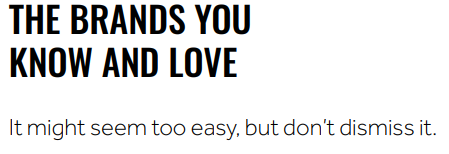 THE BRANDS YOU
KNOW AND LOVE
It might seem too easy, but don't dismiss it.